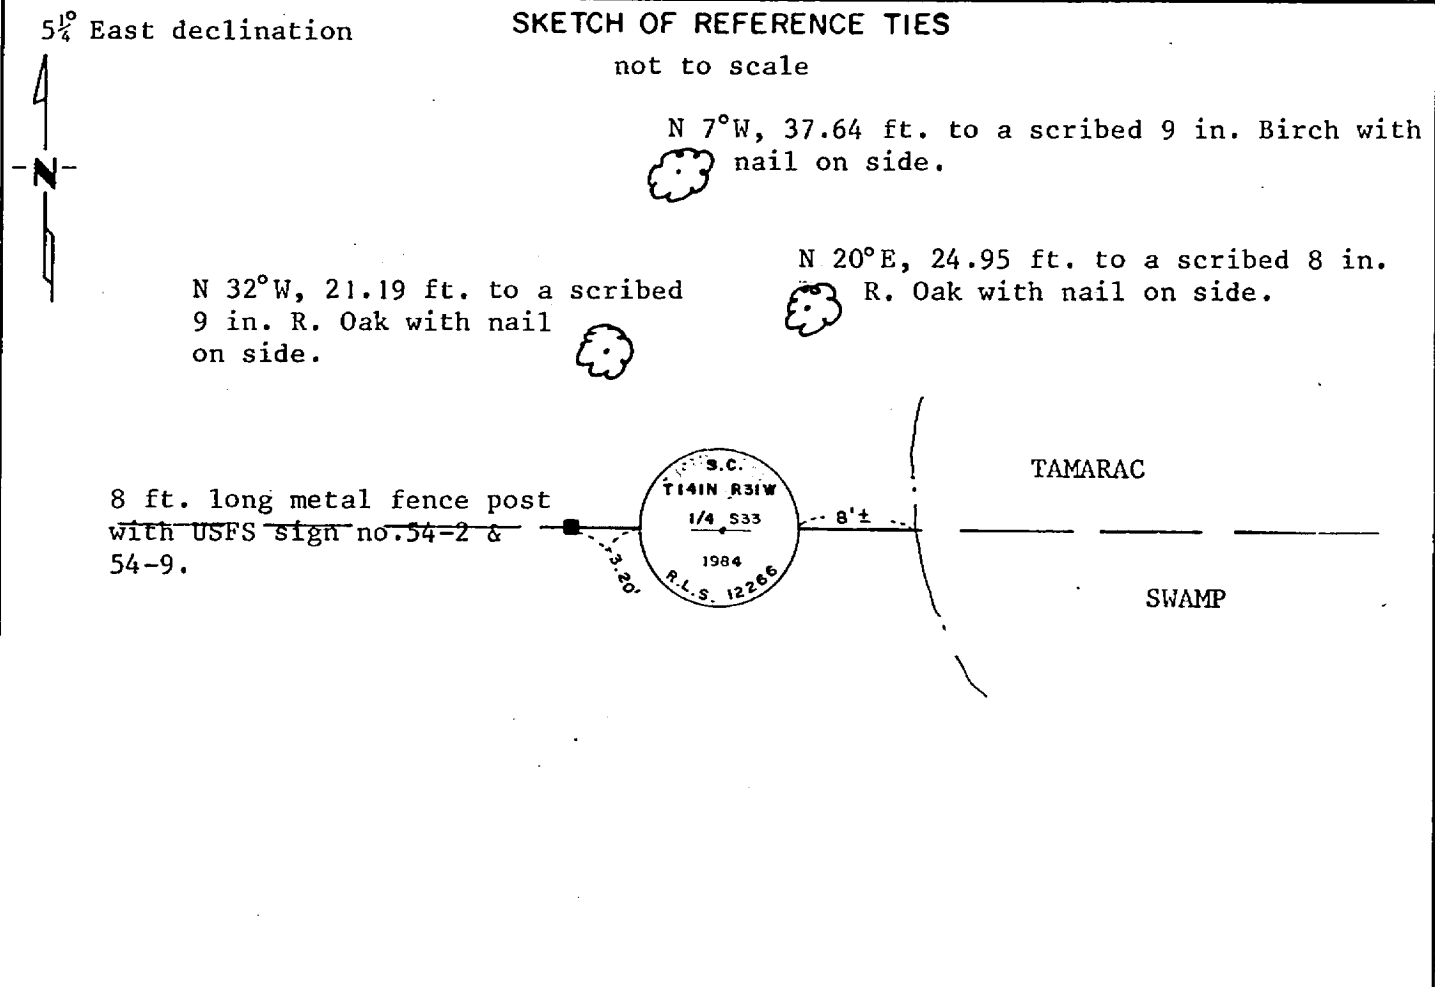 5¼° East declination
SKETCH OF REFERENCE TIES
not to scale
-N-
N 7°W, 37.64 ft. to a scribed 9 in. Birch with
nail on side.
N 20°E, 24.95 ft. to a scribed 8 in.
R. Oak with nail on side.
N 32°W, 21.19 ft. to a scribed
9 in. R. Oak with nail
on side.
8 ft. long metal fence post
with USFS sign no.54-2 &
54-9.
3.20'
S.C.
T141N R31W
1/4 S33
1984
R.L.S. 12266
8'±
TAMARAC
SWAMP